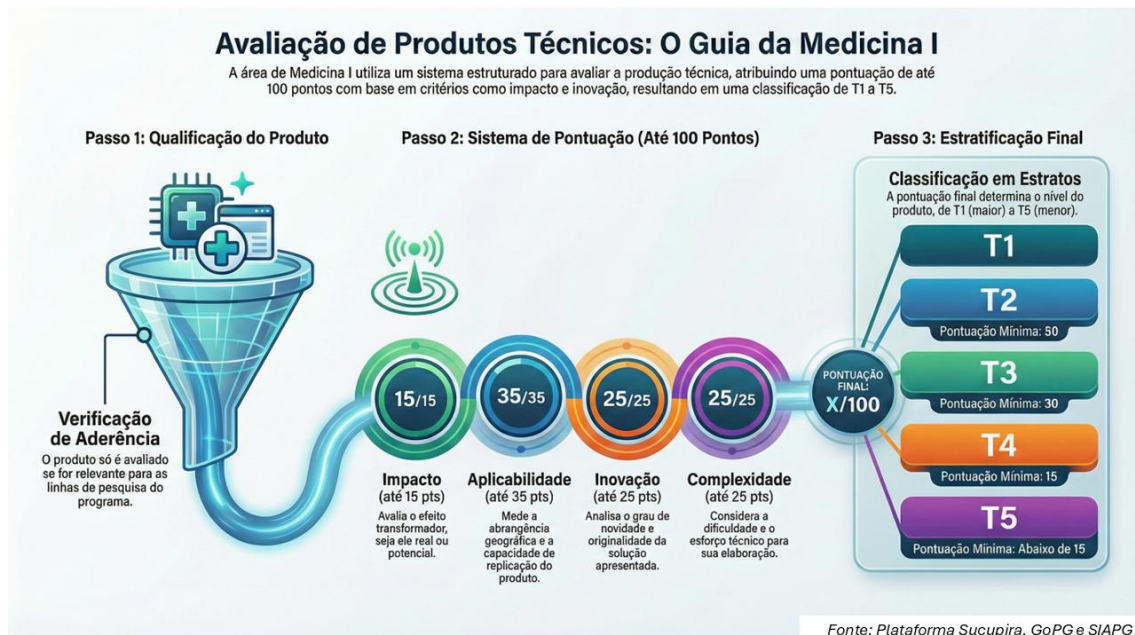 Avaliação de Produtos Técnicos: O Guia da Medicina I
A área de Medicina I utiliza um sistema estruturado para avaliar a produção técnica, atribuindo uma pontuação de até
100 pontos com base em critérios como impacto e inovação, resultando em uma classificação de T1 a T5.
Passo 1: Qualificação do Produto
Verificação
de Aderência
O produto só é avaliado
se for relevante para as
linhas de pesquisa do
programa.
Passo 2: Sistema de Pontuação (Até 100 Pontos)
15/15
Impacto
(até 15 pts)
Avalia o efeito
transformador,
seja ele real ou
potencial.
35/35
Aplicabilidade
(até 35 pts)
Mede a
abrangência
geográfica e a
capacidade de
replicação do
produto.
25/25
Inovação
(até 25 pts)
Analisa o grau de
novidade e
originalidade da
solução
apresentada.
25/25
Complexidade
(até 25 pts)
Considera a
dificuldade e o
esforço técnico para
sua elaboração.
PONTUAÇÃO
FINAL:
X/100
Passo 3: Estratificação Final
Classificação em Estratos
A pontuação final determina o nível do
produto, de T1 (maior) a T5 (menor).
T1
T2
Pontuação Mínima: 50
T3
Pontuação Mínima: 30
T4
Pontuação Mínima: 15
T5
Pontuação Mínima: Abaixo de 15
Fonte: Plataforma Sucupira, GoPG e SIAPG